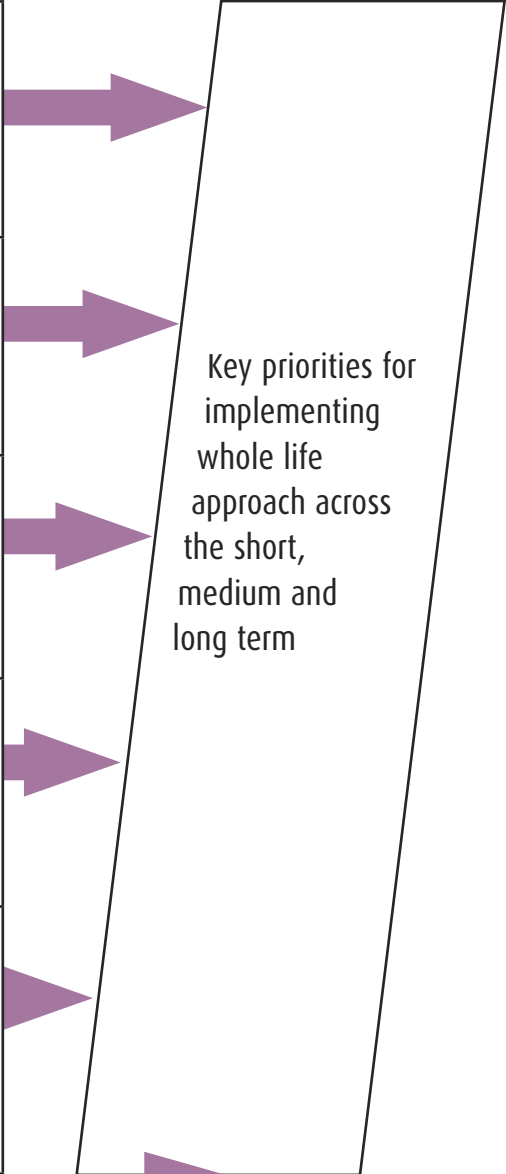 Key priorities for
implementing
whole life
approach across
the short,
medium and
long term